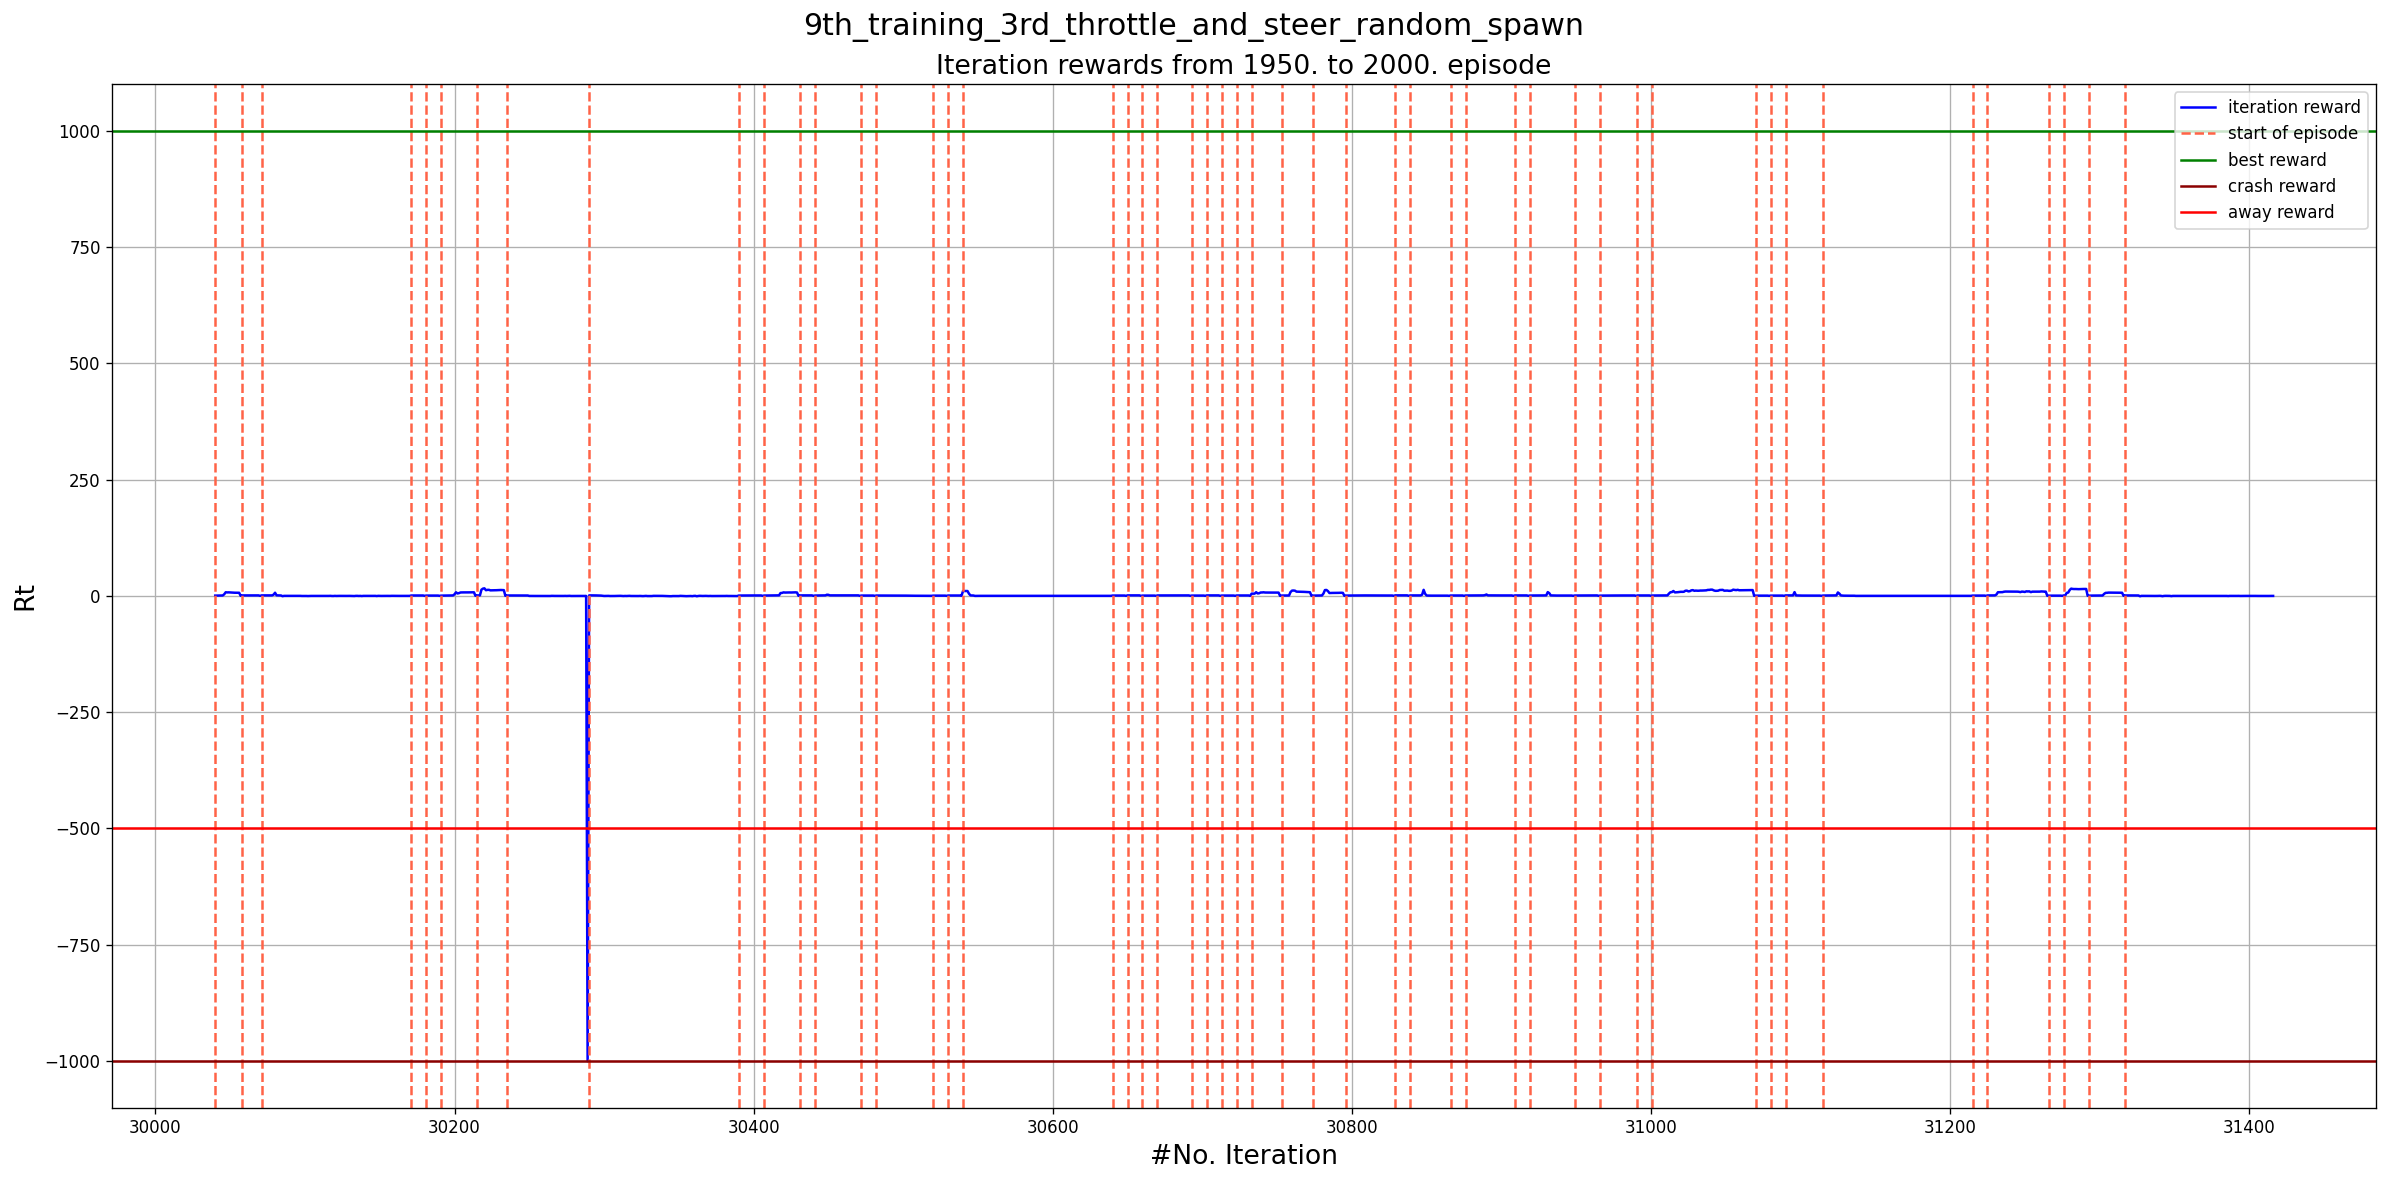 9th_training_3rd_throttle_and_steer_random_spawn
Iteration rewards from 1950. to 2000. episode
iteration reward
start of episode
best reward
crash reward
away reward
1000
750
500
250
0
−250
−500
−750
−1000
Rt
30000 30200 30400 30600 30800 31000 31200 31400
#No. Iteration